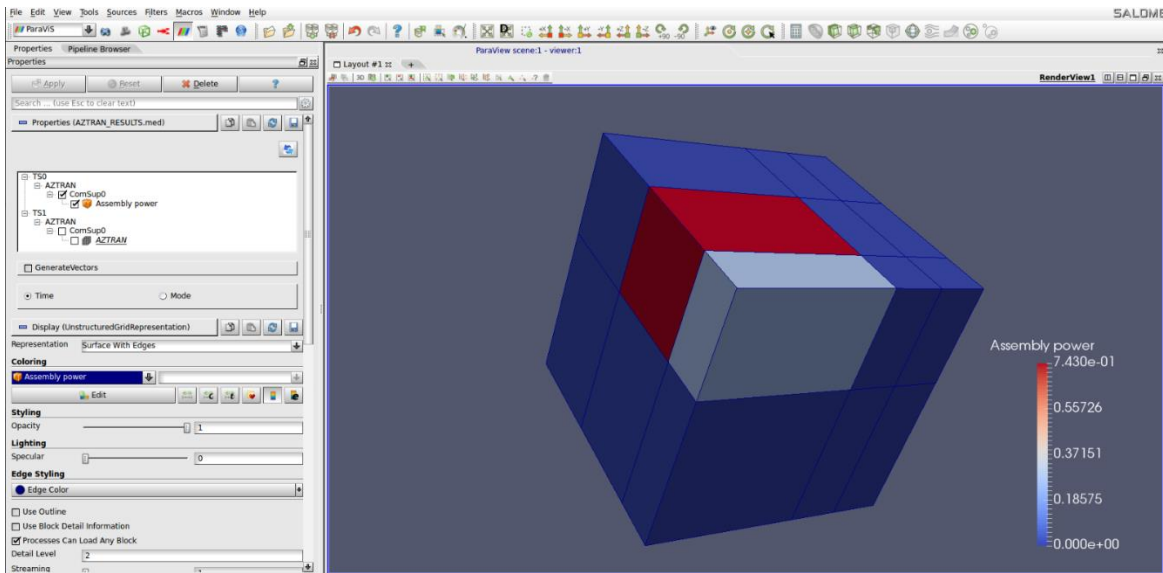 File Edit View Tools Sources Filters Macros Window Help
SALOME
ParaViS
Properties Pipeline Browser
ParaView scene:1 - viewer:1
Properties
Layout #1
Apply Reset Delete ?
3D
RenderView1
Search ... (use Esc to clear text)
Properties (AZTRAN_RESULTS.med)
TS0
AZTRAN
ComSup0
Assembly power
TS1
AZTRAN
ComSup0
AZTRAN
GenerateVectors
Time Mode
Display (UnstructuredGridRepresentation)
Representation Surface With Edges
Coloring
Assembly power
Edit
Styling
Opacity 1
Lighting
Specular 0
Edge Styling
Edge Color
Use Outline
Use Block Detail Information
Processes Can Load Any Block
Detail Level 2
Streaming
Assembly power
7.430e-01
0.55726
0.37151
0.18575
0.000e+00